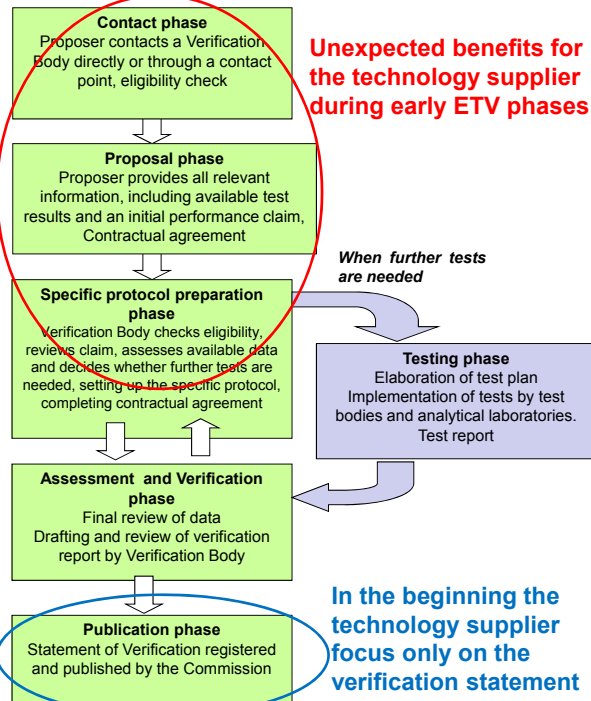 Contact phase
Proposer contacts a Verification
Body directly or through a contact
point, eligibility check
Unexpected benefits for
the technology supplier
during early ETV phases
Proposal phase
Proposer provides all relevant
information, including available test
results and an initial performance claim,
Contractual agreement
When further tests
are needed
Specific protocol preparation
phase
Verification Body checks eligibility,
reviews claim, assesses available data
and decides whether further tests are
needed, setting up the specific protocol,
completing contractual agreement
Testing phase
Elaboration of test plan
Implementation of tests by test
bodies and analytical laboratories.
Test report
Assessment and Verification
phase
Final review of data
Drafting and review of verification
report by Verification Body
In the beginning the
technology supplier
focus only on the
verification statement
Publication phase
Statement of Verification registered
and published by the Commission